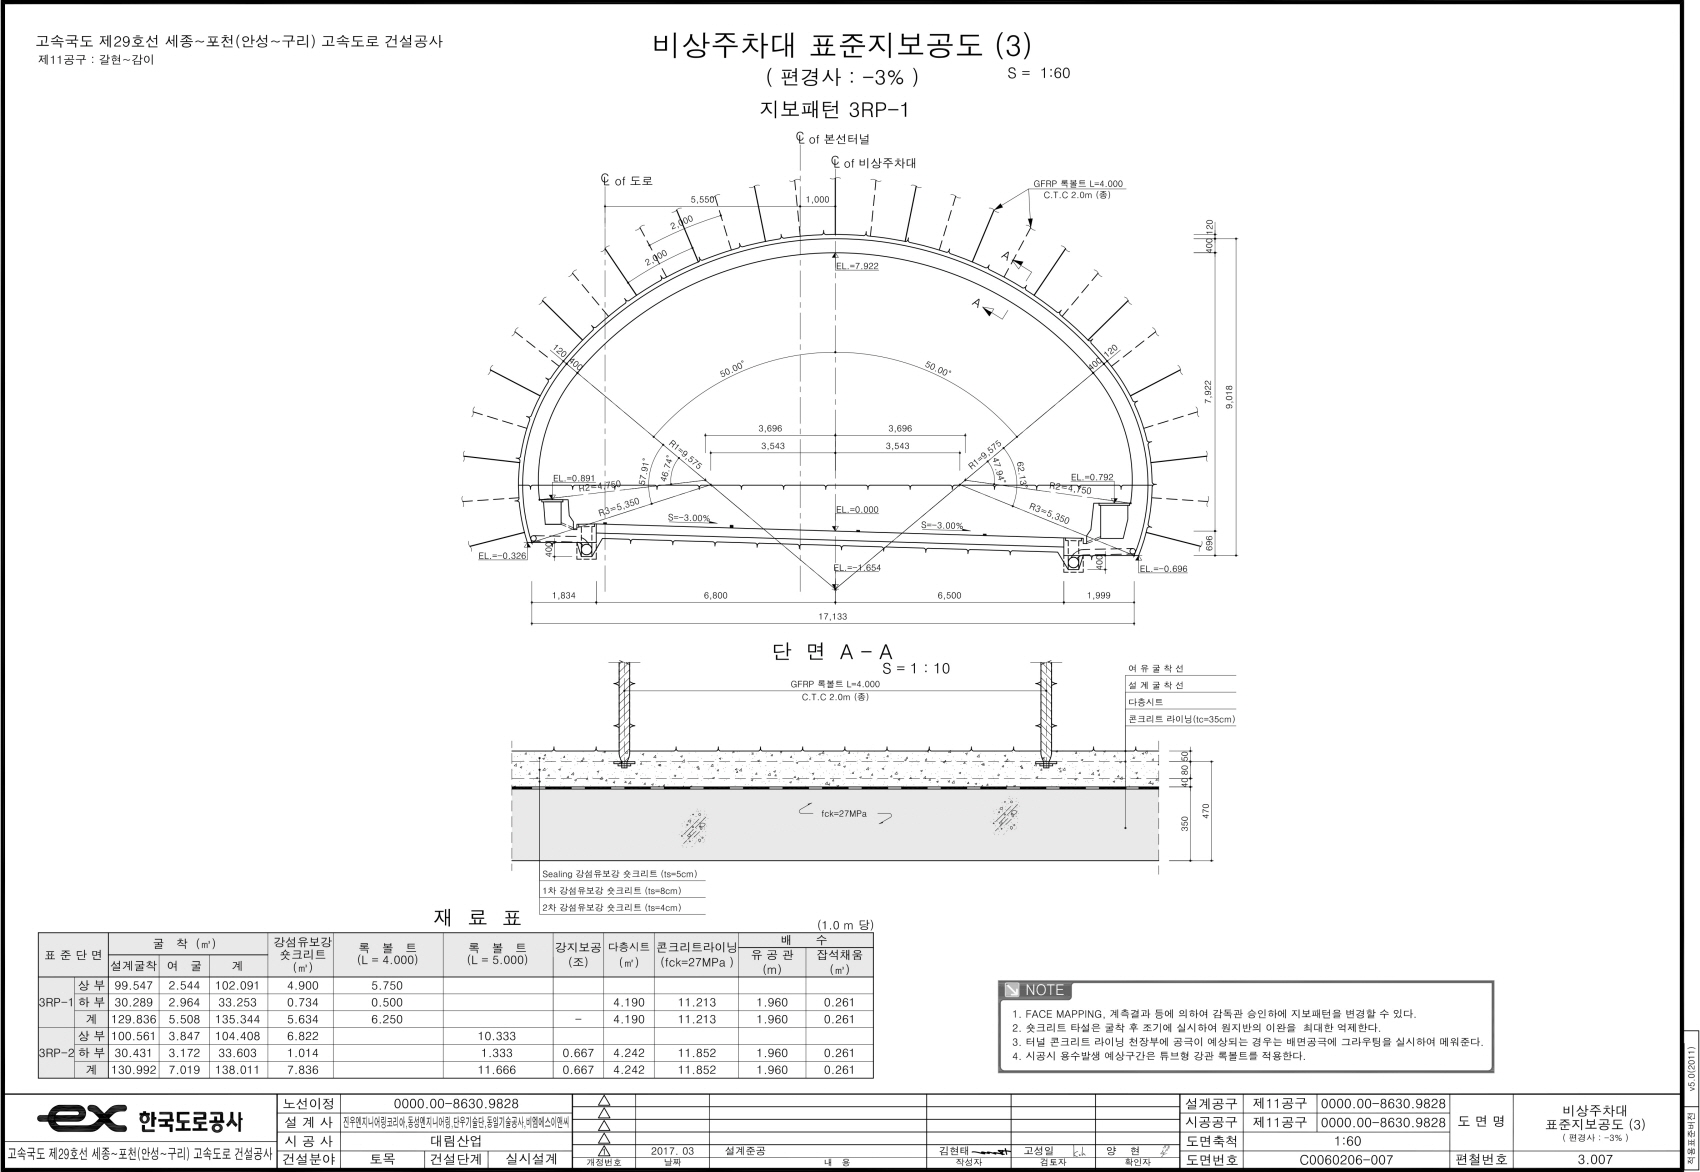 고속국도 제29호선 세종~포천(안성~구리) 고속도로 건설공사
제11공구 : 갈현~감이
비상주차대 표준지보공도 (3)
( 편경사 : -3% )
S = 1:60
지보패턴 3RP-1
℄ of 본선터널
℄ of 비상주차대
℄ of 도로
GFRP 록볼트 L=4.000
C.T.C 2.0m (종)
5,550
1,000
2,000
2,000
120
400
A
A
EL.=7.922
120
400
400
120
50.00°
50.00°
7,922
9,018
3,696
3,696
3,543
3,543
R1=9,575
R1=9,575
57.91°
46.74°
47.94°
62.13°
EL.=0.891
R2=4,750
EL.=0.792
R2=4,750
R3=5,350
R3=5,350
EL.=0.000
S=-3.00%
S=-3.00%
696
EL.=-0.326
400
400
EL.=-1.654
EL.=-0.696
1,834
6,800
6,500
1,999
17,133
단 면 A - A
S = 1 : 10
GFRP 록볼트 L=4.000
C.T.C 2.0m (종)
여 유 굴 착 선
설 계 굴 착 선
다층시트
콘크리트 라이닝(tc=35cm)
50
80
40
470
350
fck=27MPa
Sealing 강섬유보강 숏크리트 (ts=5cm)
1차 강섬유보강 숏크리트 (ts=8cm)
2차 강섬유보강 숏크리트 (ts=4cm)
재 료 표
(1.0 m 당)
표 준 단 면 굴 착 (㎥) 강섬유보강 숏크리트 (㎥) 록 볼 트 (L = 4.000) 록 볼 트 (L = 5.000) 강지보공 (조) 다층시트 (㎡) 콘크리트라이닝 (fck=27MPa ) 배 수
설계굴착 여 굴 계 유 공 관 (m) 잡석채움 (㎥)
3RP-1 상 부 99.547 2.544 102.091 4.900 5.750
하 부 30.289 2.964 33.253 0.734 0.500 4.190 11.213 1.960 0.261
계 129.836 5.508 135.344 5.634 6.250 - 4.190 11.213 1.960 0.261
3RP-2 상 부 100.561 3.847 104.408 6.822 10.333
하 부 30.431 3.172 33.603 1.014 1.333 0.667 4.242 11.852 1.960 0.261
계 130.992 7.019 138.011 7.836 11.666 0.667 4.242 11.852 1.960 0.261
NOTE
1. FACE MAPPING, 계측결과 등에 의하여 감독관 승인하에 지보패턴을 변경할 수 있다.
2. 숏크리트 타설은 굴착 후 조기에 실시하여 원지반의 이완을 최대한 억제한다.
3. 터널 콘크리트 라이닝 천장부에 공극이 예상되는 경우는 배면공극에 그라우팅을 실시하여 메워준다.
4. 시공시 용수발생 예상구간은 튜브형 강관 록볼트를 적용한다.
적용표준비전 v5.0(2011)
ex 한국도로공사
고속국도 제29호선 세종~포천(안성~구리) 고속도로 건설공사
노선이정 0000.00-8630.9828
설 계 사 진우엔지니어링코리아,동성엔지니어링,단우기술단,동일기술공사,비엠에스이앤씨
시 공 사 대림산업
건설분야 토목 건설단계 실시설계
1 2017. 03 설계준공 김현태 고성일 양 현
개정번호 날짜 내 용 작성자 검토자 확인자
설계공구 제11공구 0000.00-8630.9828
시공공구 제11공구 0000.00-8630.9828
도면축척 1:60
도면번호 C0060206-007
도 면 명 비상주차대
표준지보공도 (3)
( 편경사 : -3% )
편철번호 3.007